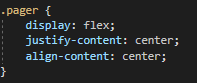 .pager {
    display: flex;
    justify-content: center;
    align-content: center;
}